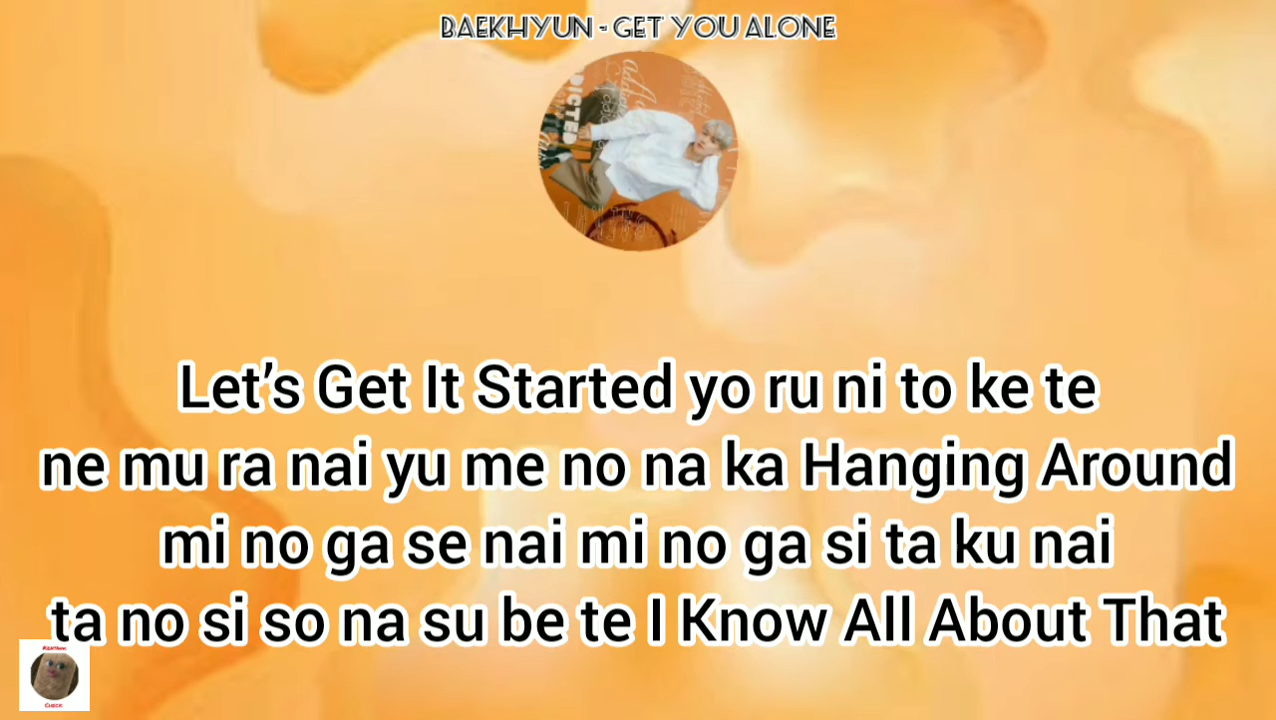 BAEKHYUN - GET YOU ALONE
DICTED
Let’s Get It Started yo ru ni to ke te
ne mu ra nai yu me no na ka Hanging Around
mi no ga se nai mi no ga si ta ku nai
ta no si so na su be te I Know All About That
Check